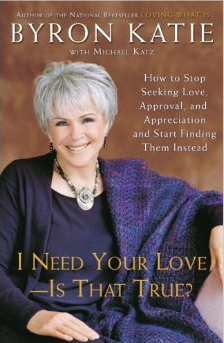 AUTHOR OF THE NATIONAL BESTSELLER LOVING WHAT IS
BYRON KATIE
WITH MICHAEL KATZ
How to Stop
Seeking Love,
Approval, and
Appreciation
and Start Finding
Them Instead
I NEED YOUR LOVE
—IS THAT TRUE?